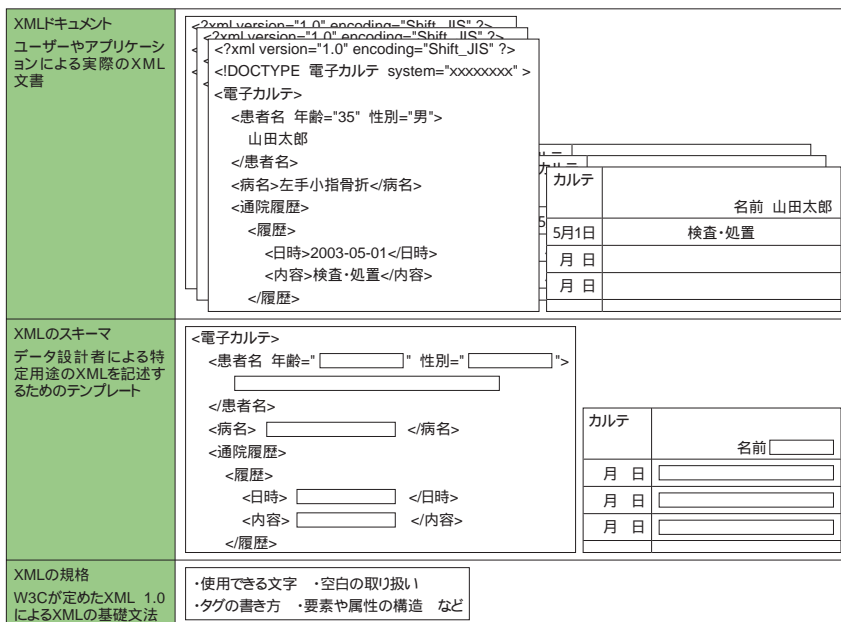 XMLドキュメント
ユーザーやアプリケーシ
ョンによる実際のXML
文書
<?xml version="1.0" encoding="Shift_JIS" ?>
<?xml version="1.0" encoding="Shift_JIS" ?>
<?xml version="1.0" encoding="Shift_JIS" ?>
<!DOCTYPE 電子カルテ system="xxxxxxxx" >
<電子カルテ>
<患者名 年齢="35" 性別="男">
山田太郎
</患者名>
<病名>左手小指骨折</病名>
<通院履歴>
<履歴>
<日時>2003-05-01</日時>
<内容>検査・処置</内容>
</履歴>
カルテ
名前 山田太郎
5月1日 検査・処置
月 日
月 日
XMLのスキーマ
データ設計者による特
定用途のXMLを記述す
るためのテンプレート
<電子カルテ>
<患者名 年齢=" " 性別=" ">
</患者名>
<病名> </病名>
<通院履歴>
<履歴>
<日時> </日時>
<内容> </内容>
</履歴>
カルテ
名前
月 日
月 日
月 日
XMLの規格
W3Cが定めたXML 1.0
によるXMLの基礎文法
・使用できる文字 ・空白の取り扱い
・タグの書き方 ・要素や属性の構造 など